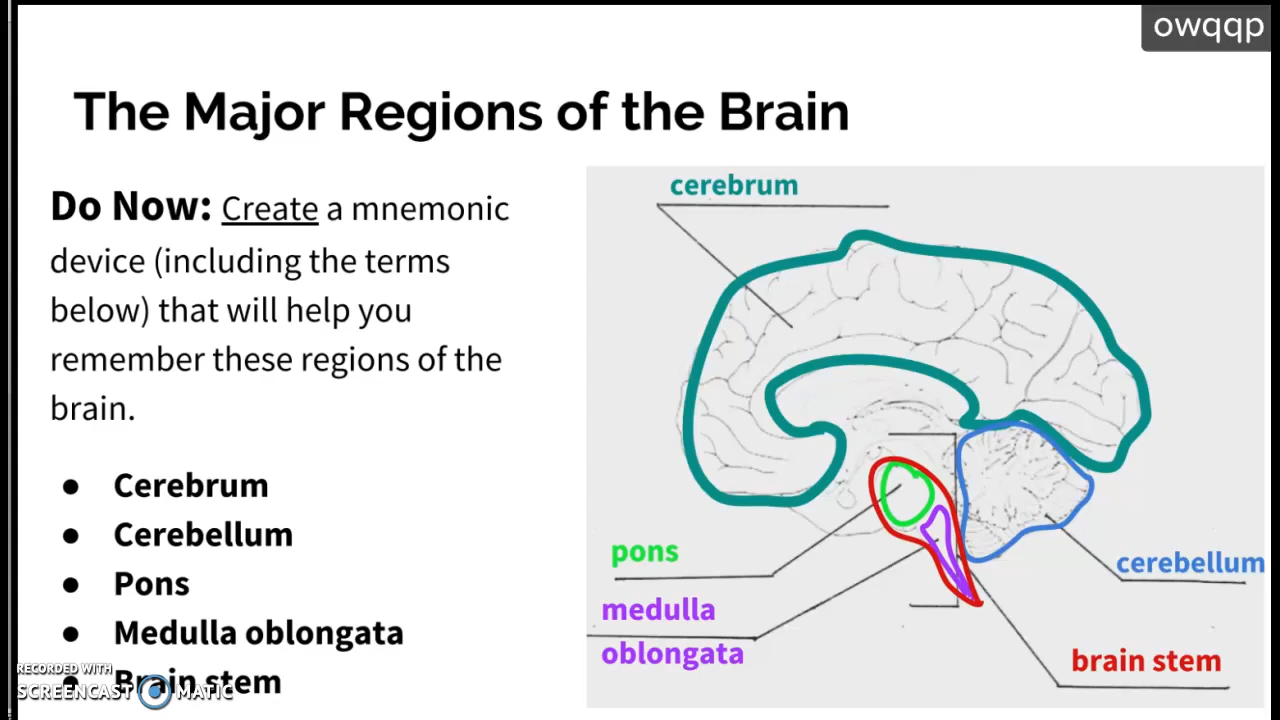 owqqp
The Major Regions of the Brain
Do Now: Create a mnemonic
device (including the terms
below) that will help you
remember these regions of the
brain.
● Cerebrum
● Cerebellum
● Pons
● Medulla oblongata
● Brain stem
RECORDED WITH
SCREENCAST MATIC
cerebrum
pons
medulla
oblongata
cerebellum
brain stem